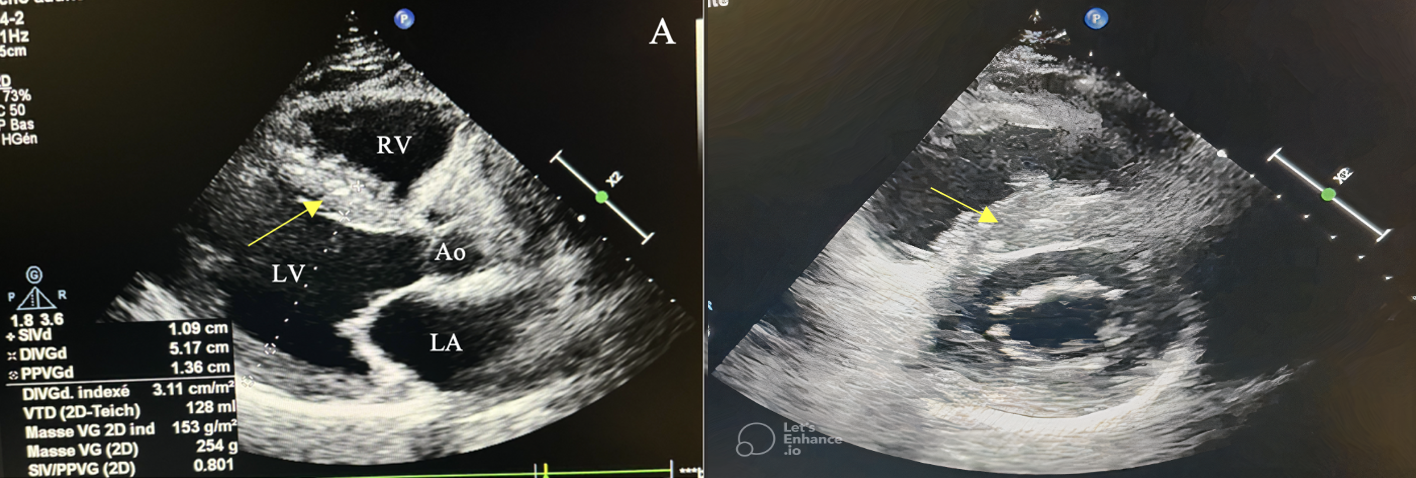 4-2
1Hz
5cm
73%
C 50
P Bas
HGén
P
A
RV
Ao
LV
LA
G
P R
1.8 3.6
SIVd 1.09 cm
DIVGd 5.17 cm
PPVGd 1.36 cm
DIVGd. indexé 3.11 cm/m²
VTD (2D-Teich) 128 ml
Masse VG 2D ind 153 g/m²
Masse VG (2D) 254 g
SIV/PPVG (2D) 0.801
X2
P
Let's
Enhance
.io